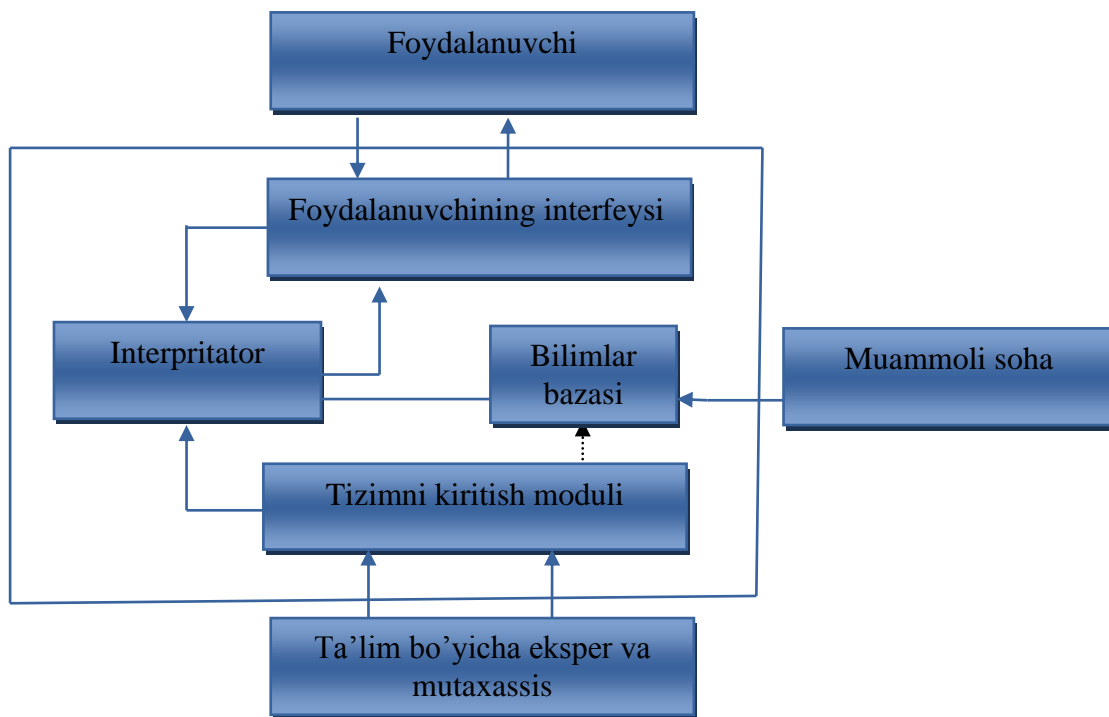 Foydalanuvchi
Foydalanuvchining interfeysi
Interpritator
Bilimlar
bazasi
Muammoli soha
Tizimni kiritish moduli
Ta’lim bo’yicha eksper va
mutaxassis